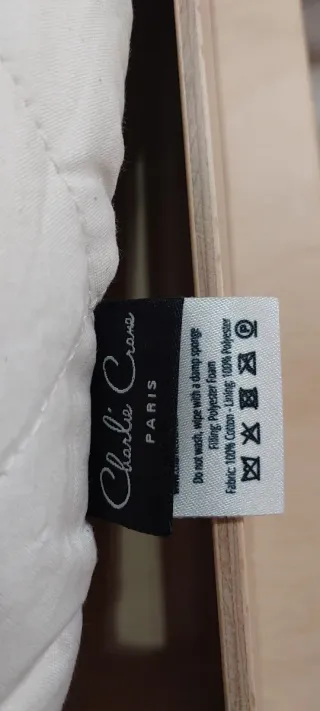 Charlie Crane
PARIS
Do not wash, wipe with a damp sponge
Filling: Polyester Foam
Fabric: 100% Cotton - Lining: 100% Polyester